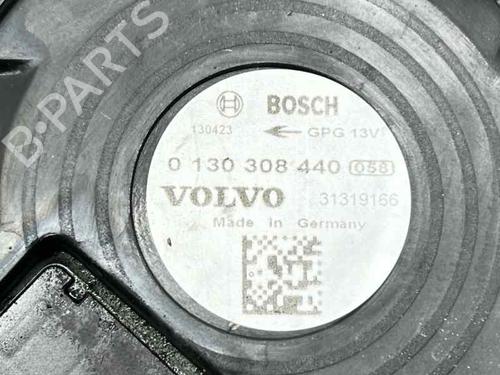 B-PARTS
BOSCH
130423 GPG 13V
0 130 308 440 058
VOLVO 31319166
Made in Germany